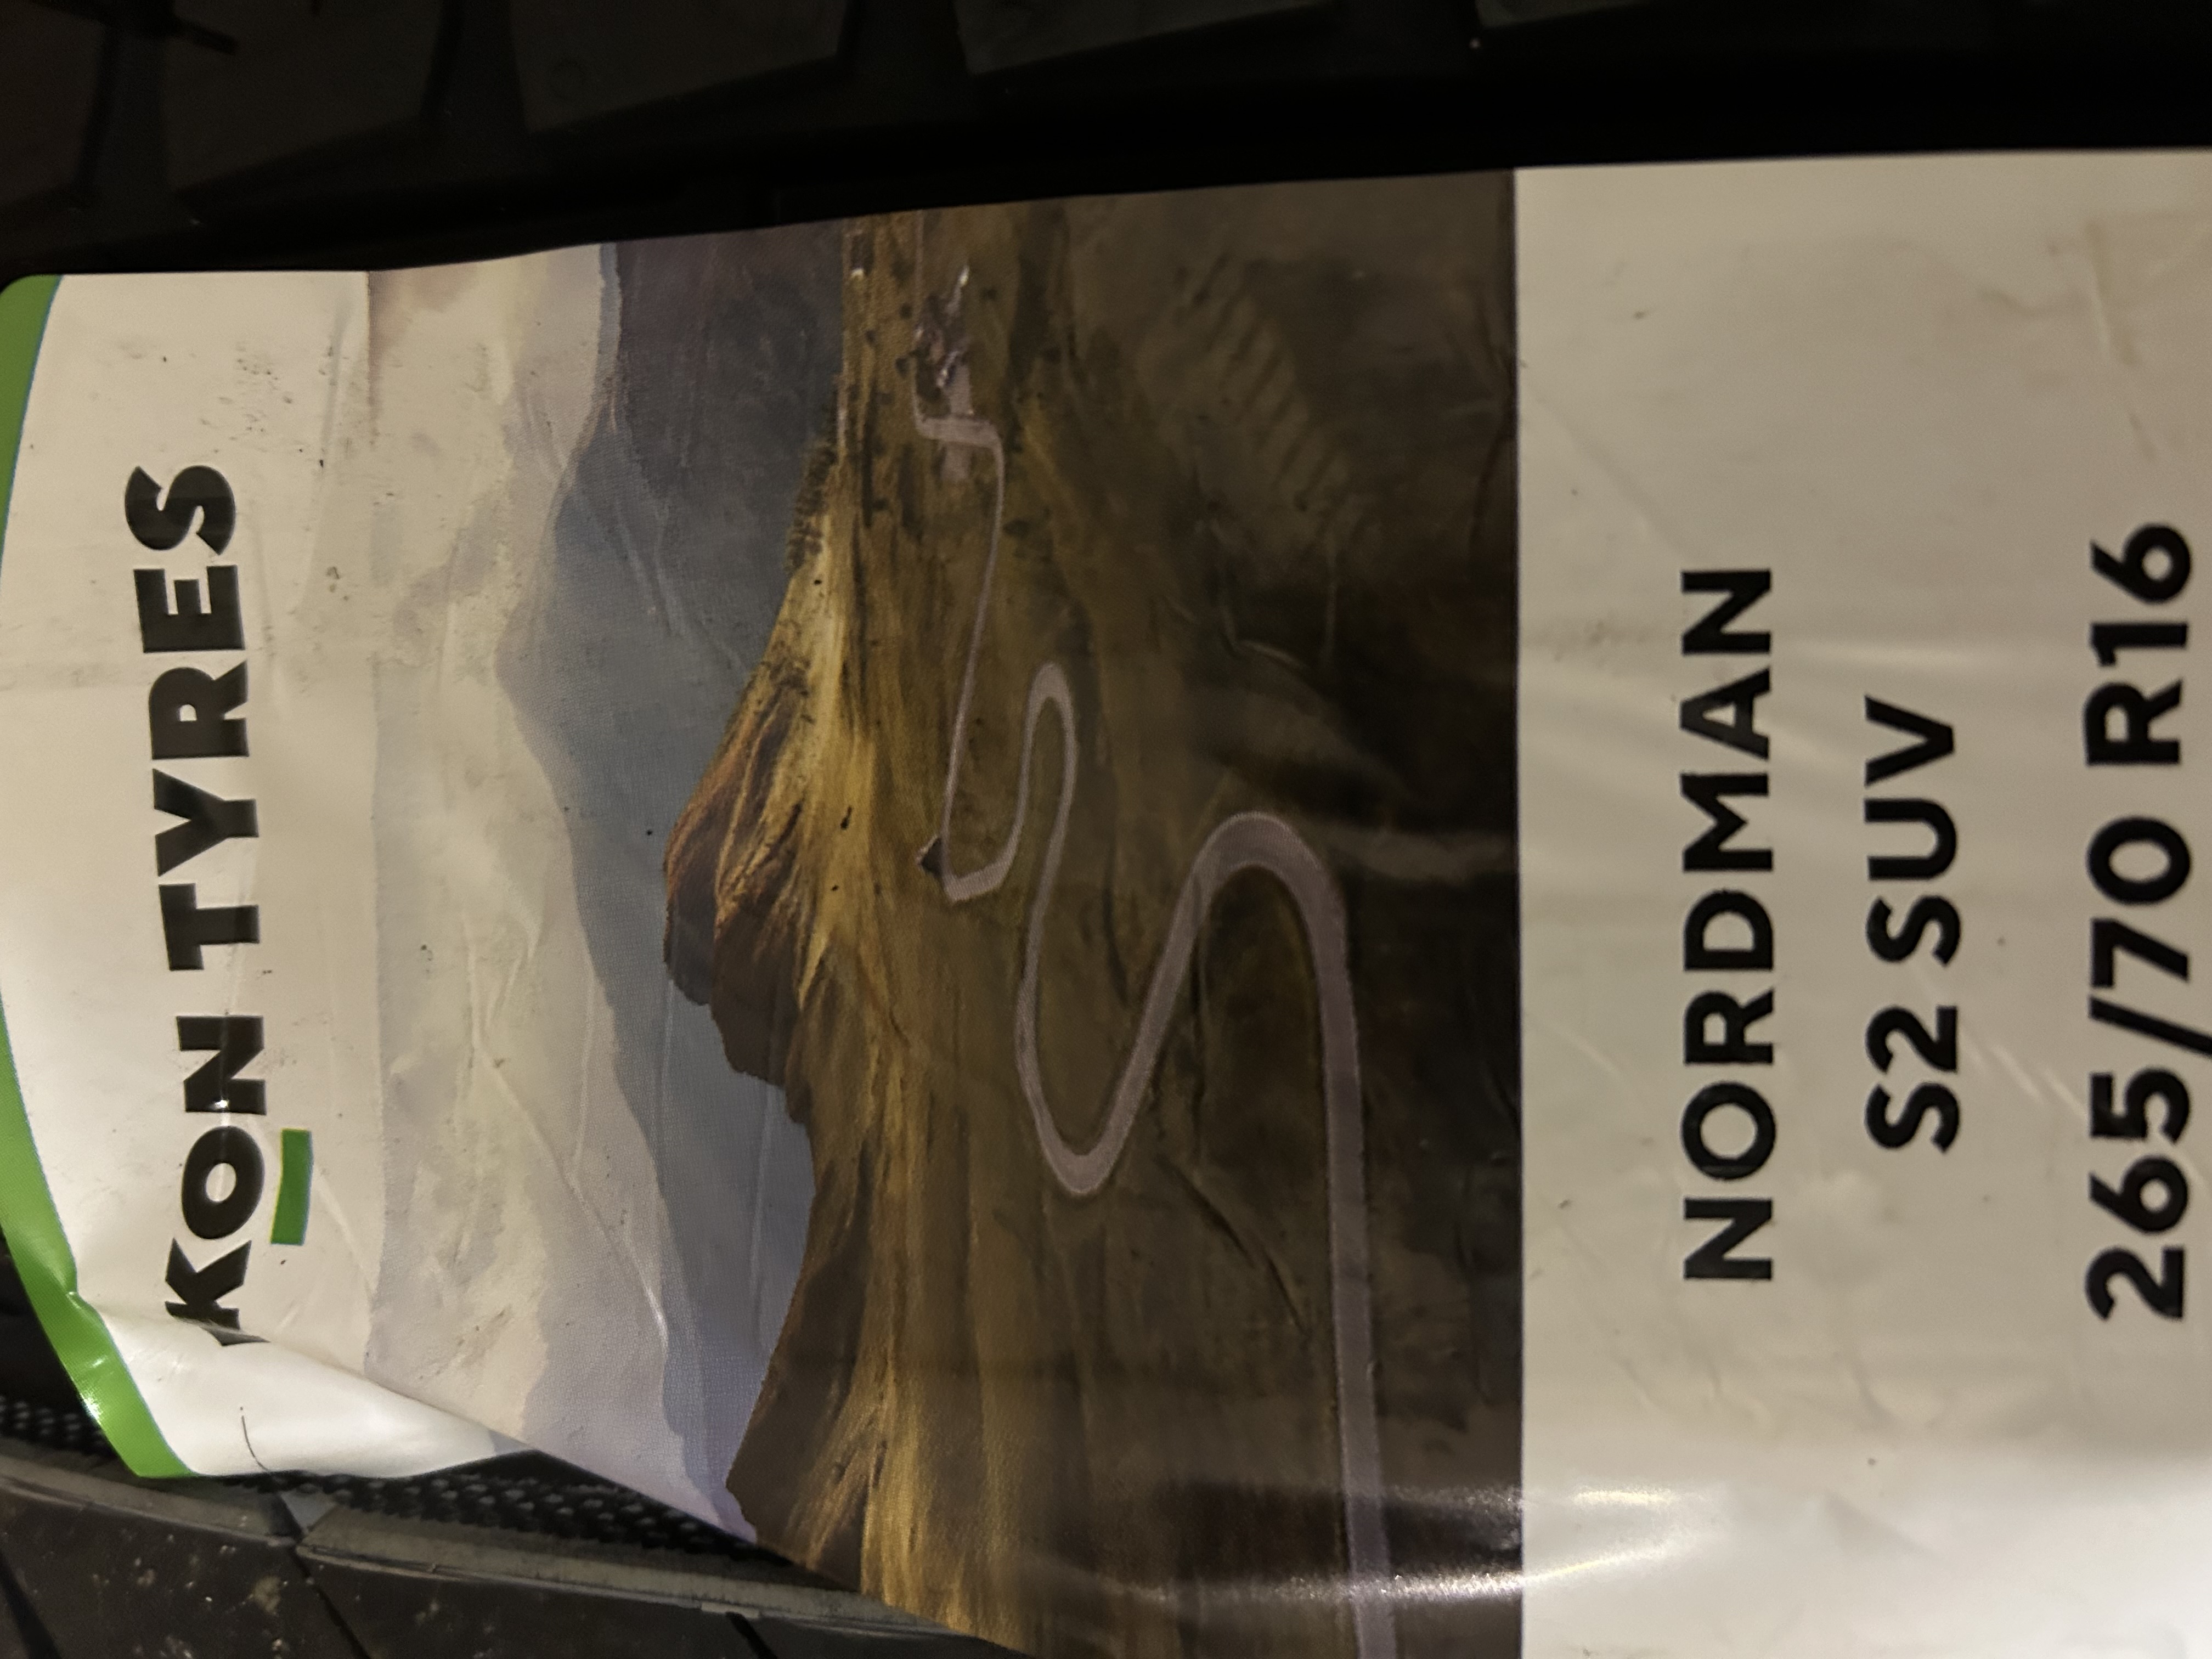 KON TYRES
NORDMAN
S2 SUV
265/70 R16